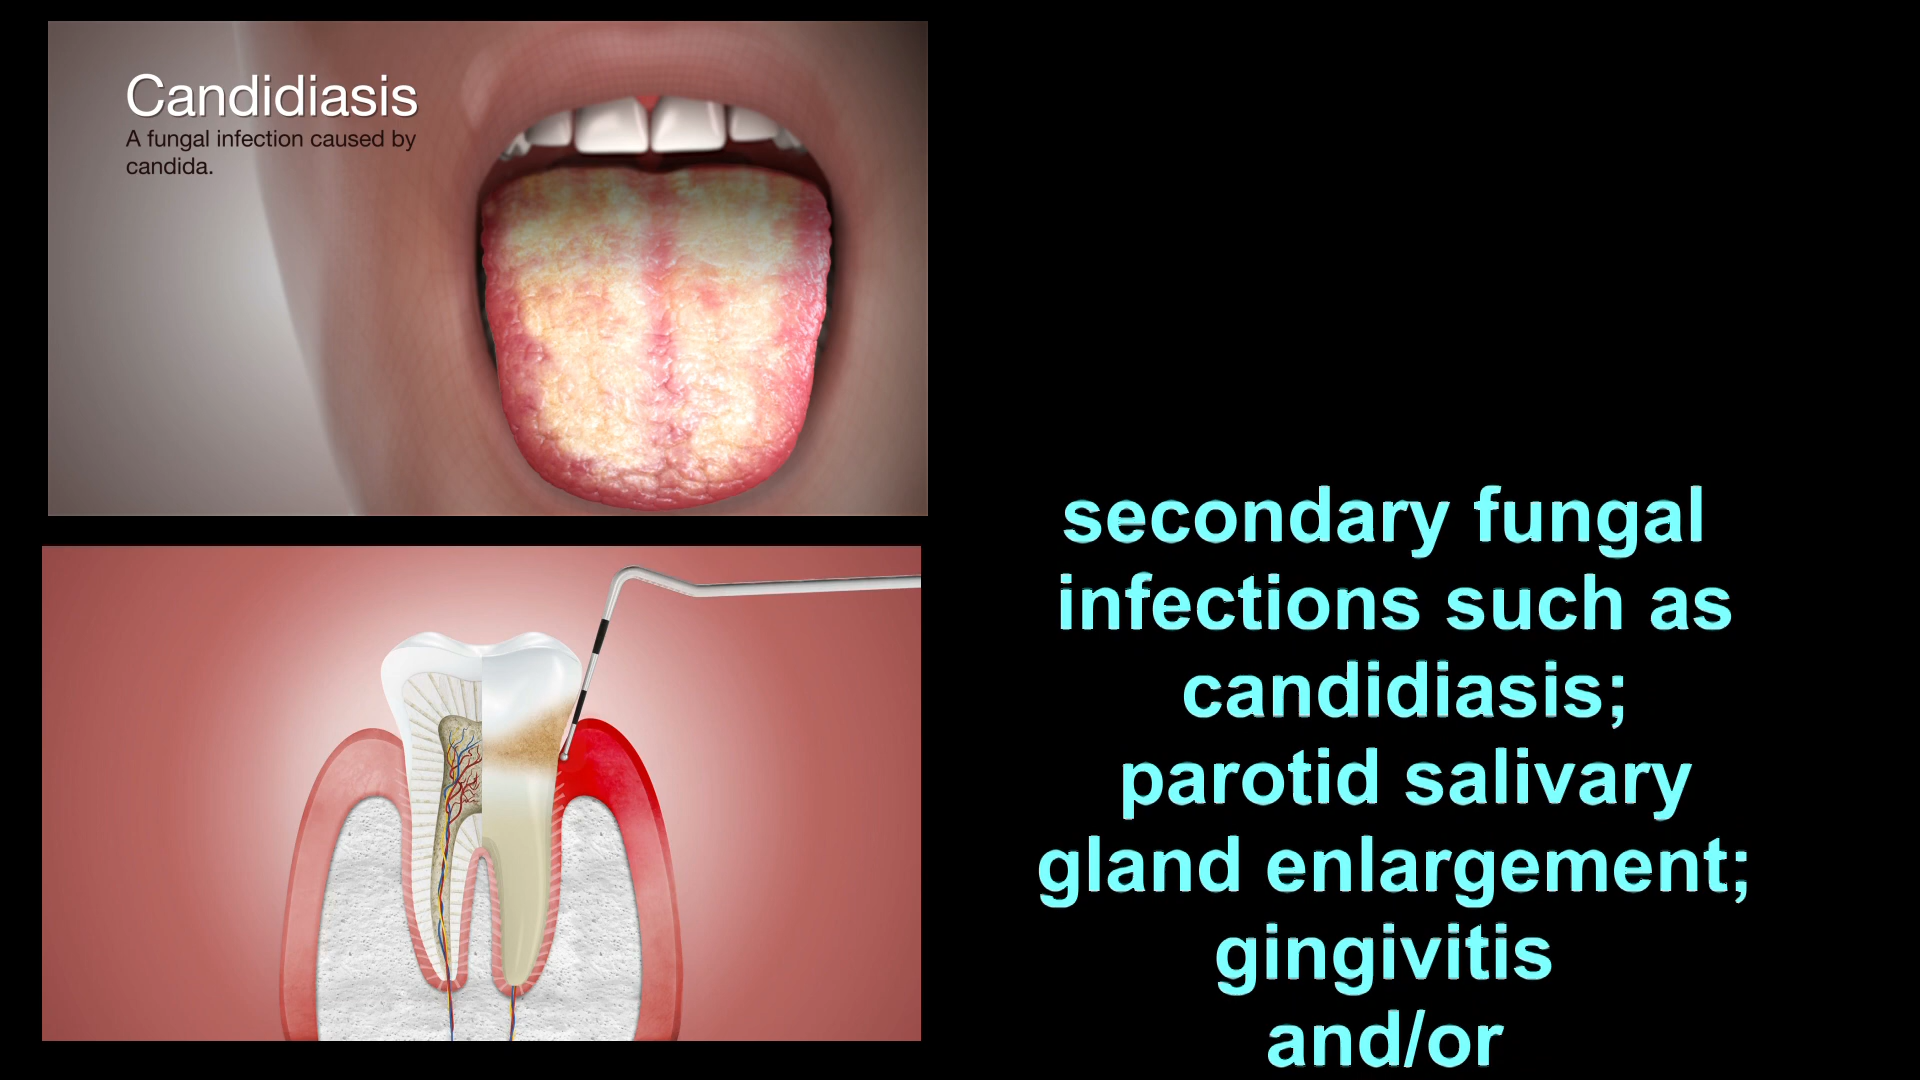 Candidiasis
A fungal infection caused by
candida.
secondary fungal
infections such as
candidiasis;
parotid salivary
gland enlargement;
gingivitis
and/or